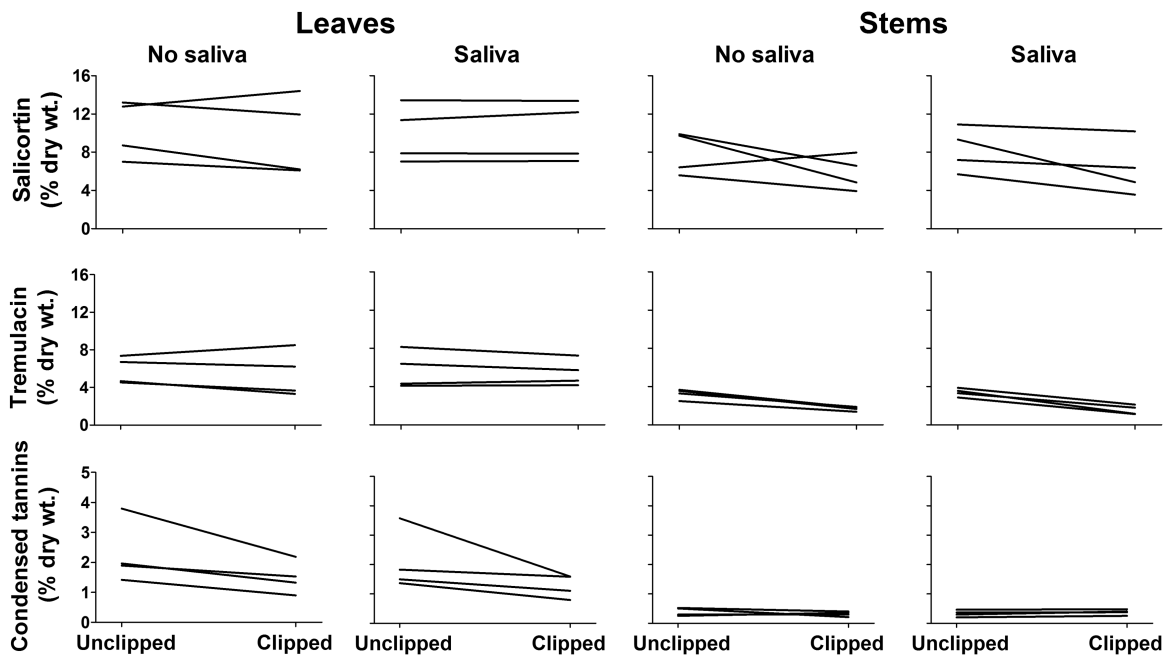 Leaves Stems
No saliva Saliva No saliva Saliva
Salicortin
(% dry wt.)
16
12
8
4
0
Tremulacin
(% dry wt.)
16
12
8
4
0
Condensed tannins
(% dry wt.)
5
4
3
2
1
0
Unclipped Clipped Unclipped Clipped Unclipped Clipped Unclipped Clipped